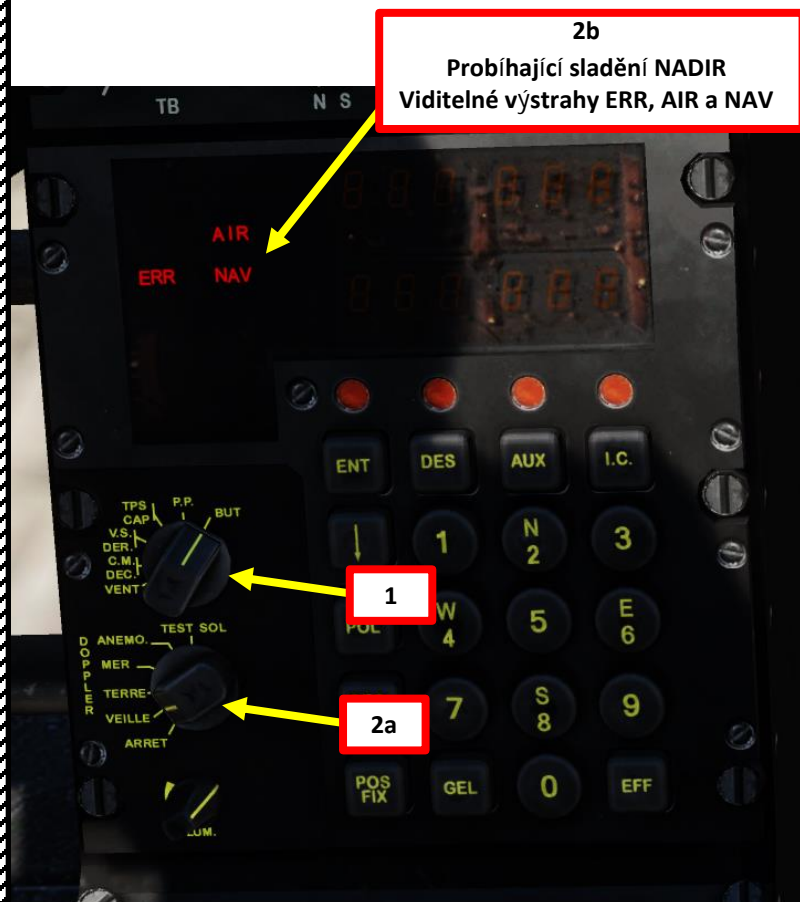 2b
Probíhající sladění NADIR
Viditelné výstrahy ERR, AIR a NAV
TB
N S
AIR
ERR NAV
ENT DES AUX I.C.
TPS P.P. BUT
CAP
V.S.
DER.
C.M.
DEC.
VENT
1 N 3
2
1
POL W 5 E
4 6
TEST SOL
ANEMO.
DOPPLER
MER
TERRE
VEILLE
ARRET
2a
7 S 9
8
POS GEL 0 EFF
FIX
LUM.